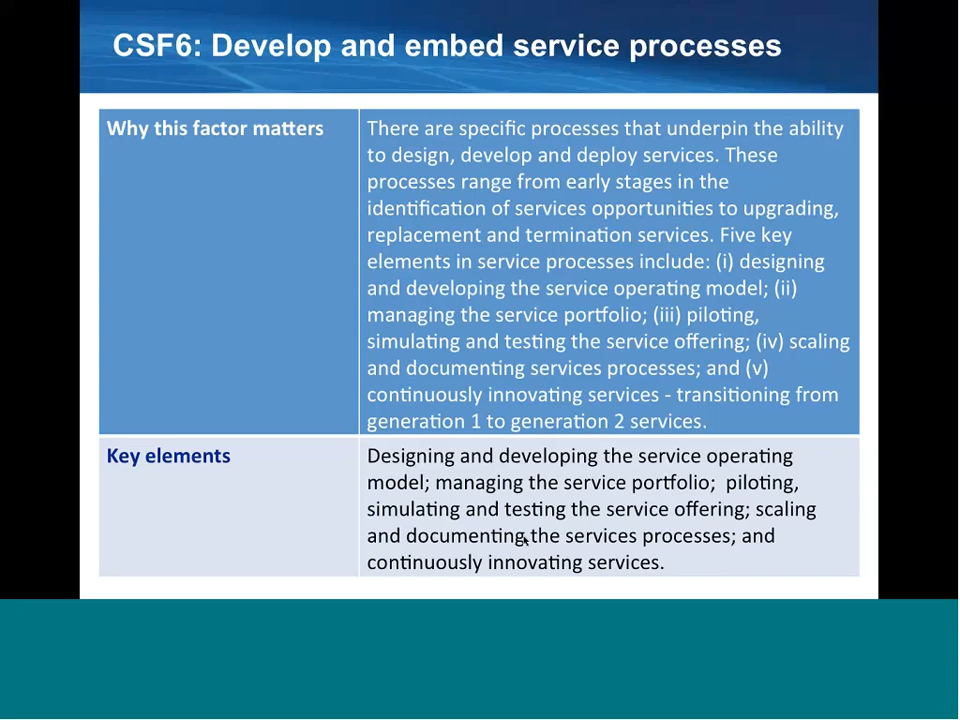 CSF6: Develop and embed service processes
Why this factor matters
There are specific processes that underpin the ability
to design, develop and deploy services. These
processes range from early stages in the
identification of services opportunities to upgrading,
replacement and termination services. Five key
elements in service processes include: (i) designing
and developing the service operating model; (ii)
managing the service portfolio; (iii) piloting,
simulating and testing the service offering; (iv) scaling
and documenting services processes; and (v)
continuously innovating services - transitioning from
generation 1 to generation 2 services.
Key elements
Designing and developing the service operating
model; managing the service portfolio;  piloting,
simulating and testing the service offering; scaling
and documenting the services processes; and
continuously innovating services.